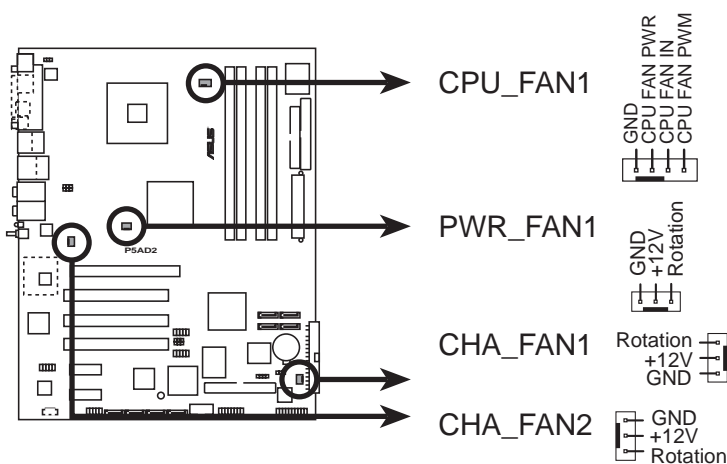 CPU_FAN1
GND
CPU FAN PWR
CPU FAN IN
CPU FAN PWM
ASUS
PWR_FAN1
GND
+12V
Rotation
P5AD2
CHA_FAN1
Rotation
+12V
GND
CHA_FAN2
GND
+12V
Rotation